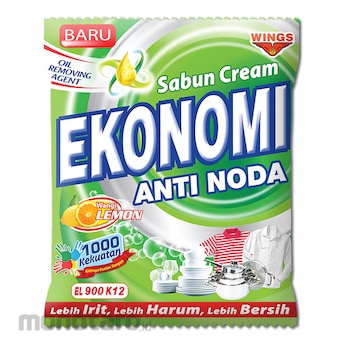 BARU
WINGS
OIL
REMOVING
AGENT
Sabun Cream
EKONOMI
ANTI NODA
Wangi
LEMON
1000
Kekuatan
EL 900 K12
Lebih Irit, Lebih Harum, Lebih Bersih